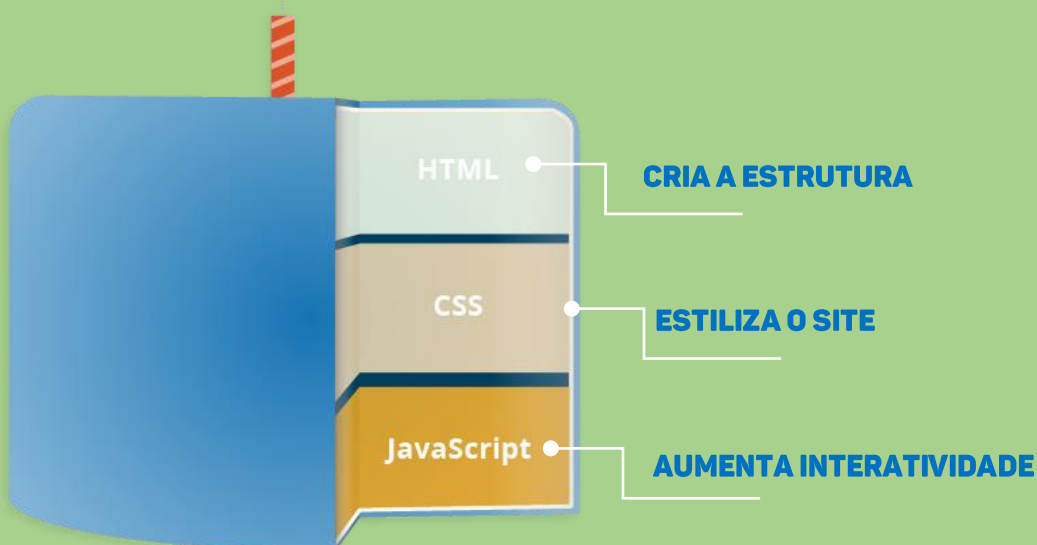 HTML
CRIA A ESTRUTURA
CSS
ESTILIZA O SITE
JavaScript
AUMENTA INTERATIVIDADE